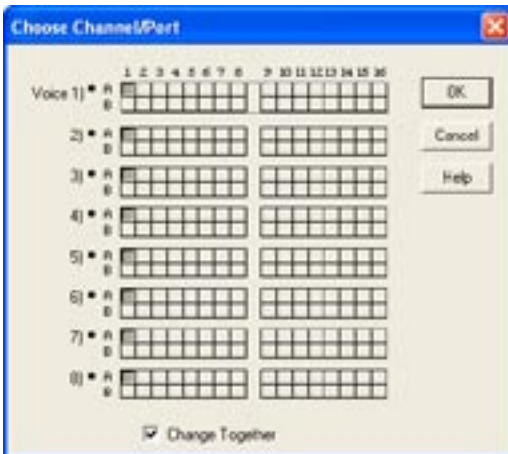 Choose Channel/Port
1 2 3 4 5 6 7 8 9 10 11 12 13 14 15 16
Voice 1) A
B
OK
2) A
B
Cancel
3) A
B
Help
4) A
B
5) A
B
6) A
B
7) A
B
8) A
B
Change Together